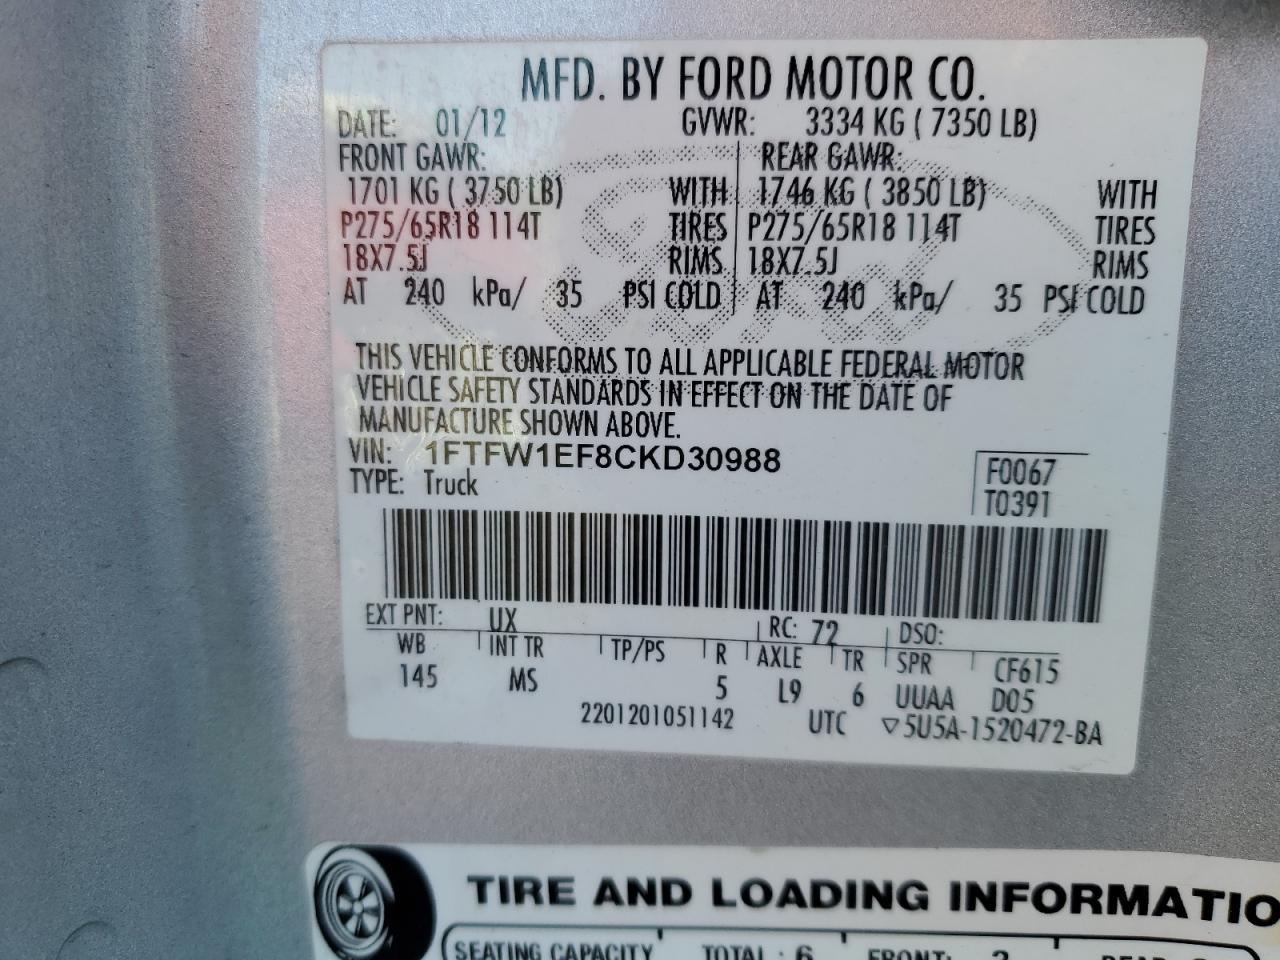 MFD. BY FORD MOTOR CO.
DATE: 01/12 GVWR: 3334 KG ( 7350 LB)
FRONT GAWR: REAR GAWR:
1701 KG ( 3750 LB) WITH 1746 KG ( 3850 LB) WITH
P275/65R18 114T TIRES P275/65R18 114T TIRES
18X7.5J RIMS 18X7.5J RIMS
AT 240 kPa/ 35 PSI COLD AT 240 kPa/ 35 PSI COLD
THIS VEHICLE CONFORMS TO ALL APPLICABLE FEDERAL MOTOR
VEHICLE SAFETY STANDARDS IN EFFECT ON THE DATE OF
MANUFACTURE SHOWN ABOVE.
VIN: 1FTFW1EF8CKD30988 F0067
TYPE: Truck T0391
EXT PNT: UX RC: 72 DSO:
WB INT TR TP/PS R AXLE TR SPR CF615
145 MS 5 L9 6 UUAA D05
2201201051142 UTC ▽5U5A-1520472-BA
TIRE AND LOADING INFORMATIO
SEATING CAPACITY TOTAL : 6 FRONT: